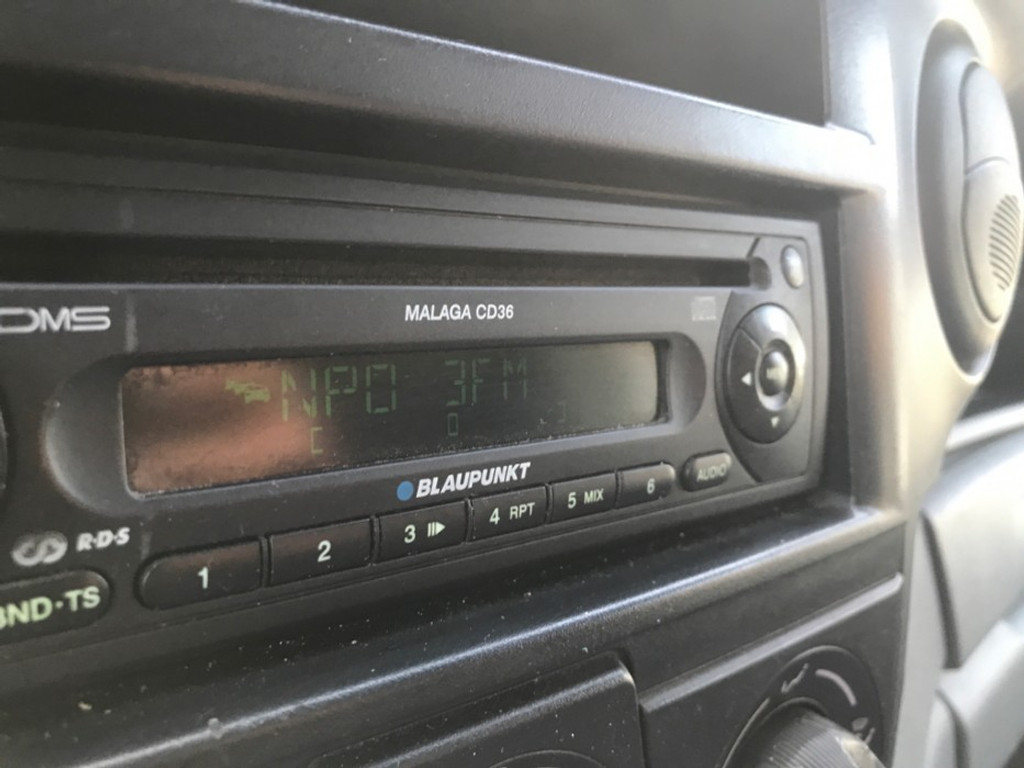 DMS
MALAGA CD36
NPO 3FM
BLAUPUNKT
R·D·S
BND·TS
1
2
3
4 RPT
5 MIX
6
AUDIO